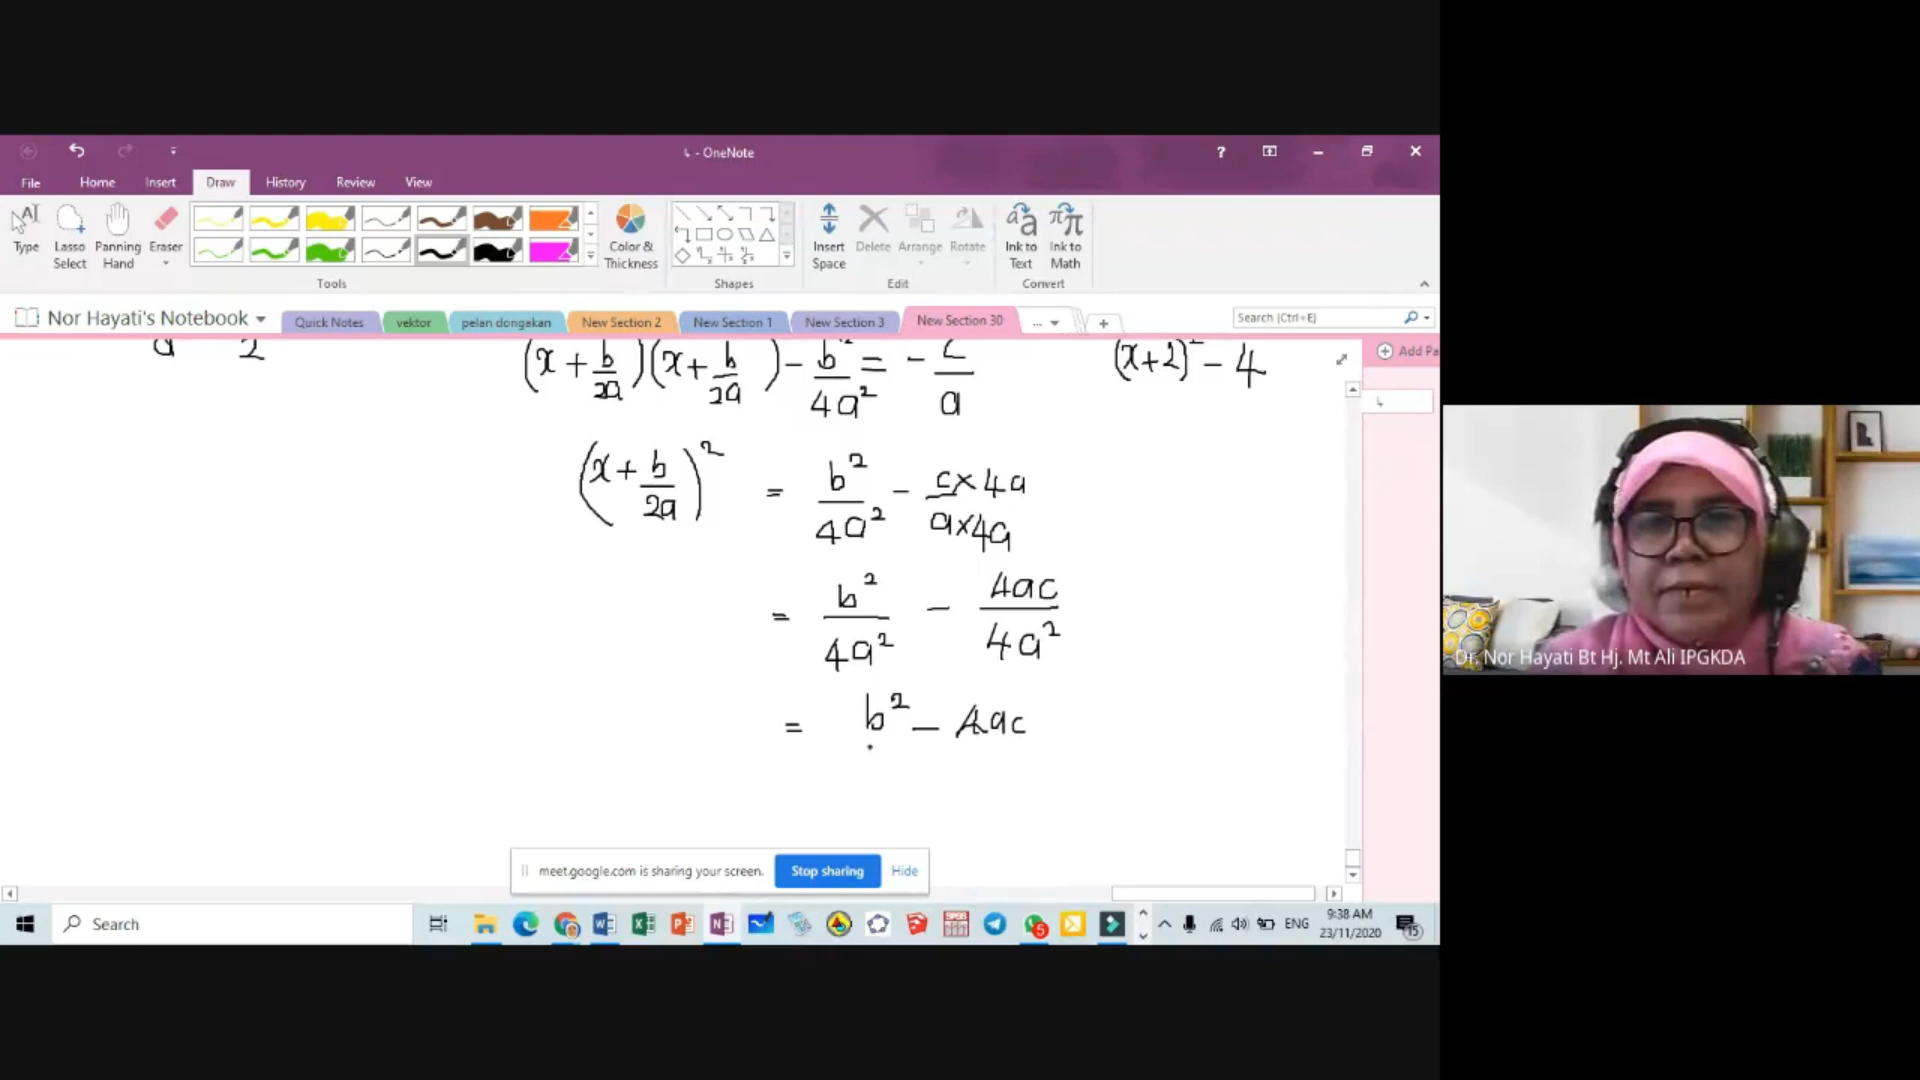 ५ - OneNote
?
File Home Insert Draw History Review View
Type
Lasso Select
Panning Hand
Eraser
Color & Thickness
Insert Space
Delete
Arrange
Rotate
Ink to Text
Ink to Math
Tools Shapes Edit Convert
Nor Hayati's Notebook
Quick Notes vektor pelan dongakan New Section 2 New Section 1 New Section 3 New Section 30 ... +
Search (Ctrl+E)
Add Pa
(x + b/2a)(x + b/2a) - b²/4a² = - c/a
(x+2)² - 4
(x + b/2a)² = b²/4a² - c×4a/a×4a
= b²/4a² - 4ac/4a²
= b² - 4ac
Dr. Nor Hayati Bt Hj. Mt Ali IPGKDA
meet.google.com is sharing your screen. Stop sharing Hide
Search
5
ENG
9:38 AM
23/11/2020
15